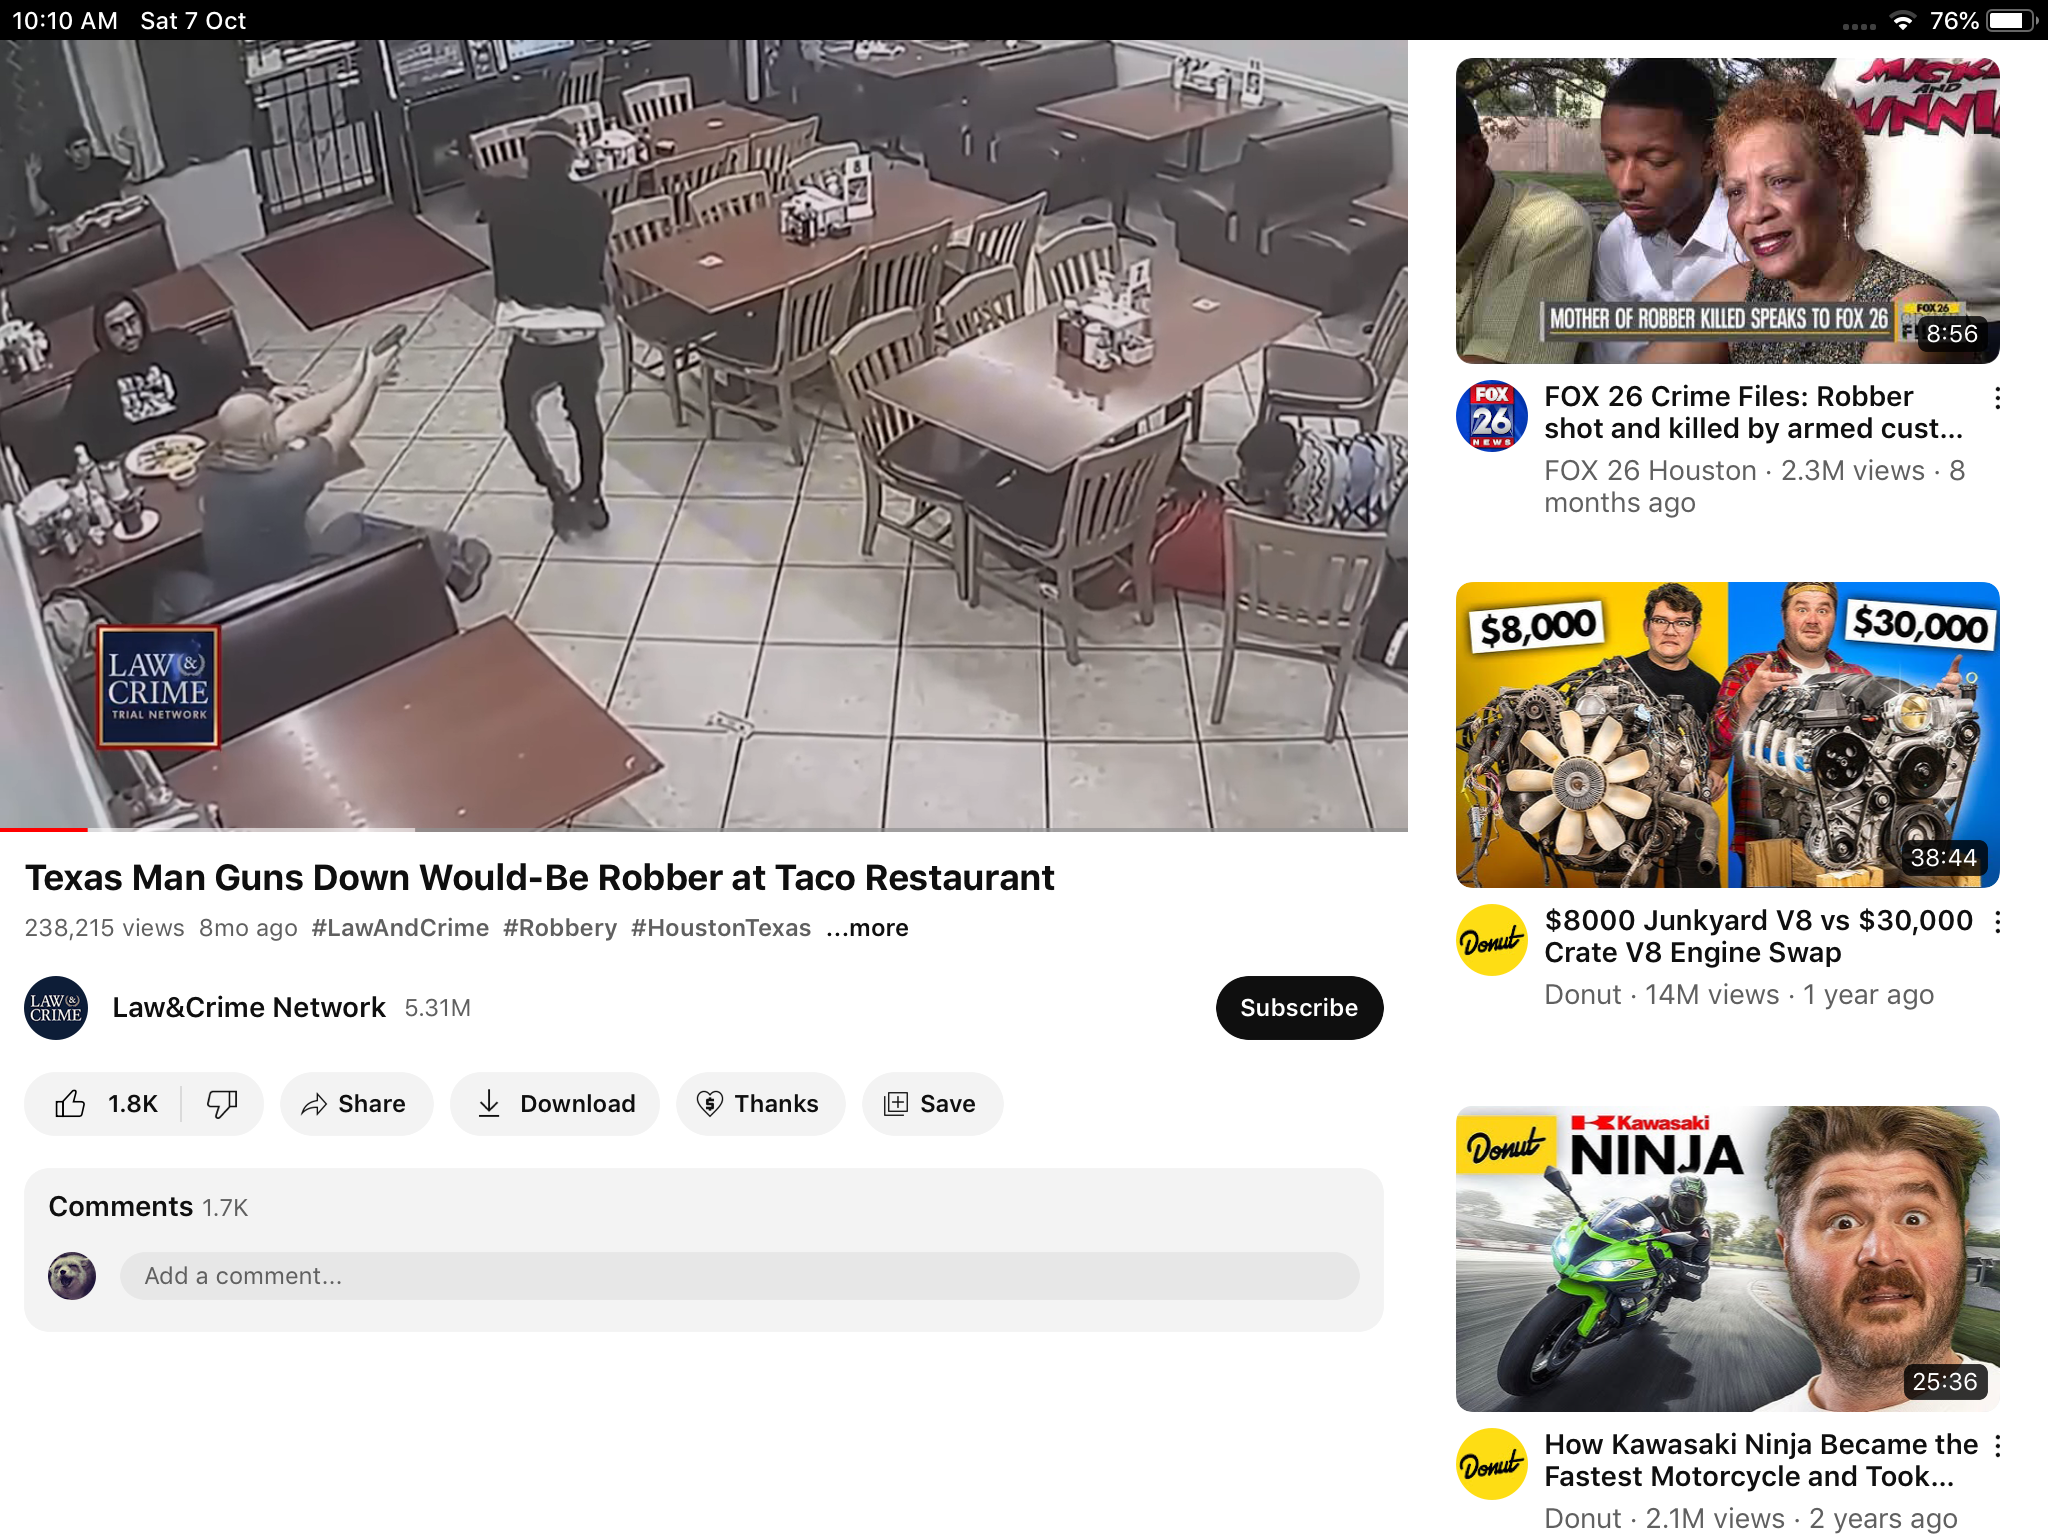 10:10 AM Sat 7 Oct
76%
8
7
LAW &
CRIME
TRIAL NETWORK
Texas Man Guns Down Would-Be Robber at Taco Restaurant
238,215 views 8mo ago #LawAndCrime #Robbery #HoustonTexas ...more
LAW &
CRIME
Law&Crime Network 5.31M
Subscribe
1.8K
Share
Download
Thanks
Save
Comments 1.7K
Add a comment...
AND
MOTHER OF ROBBER KILLED SPEAKS TO FOX 26
FOX 26
8:56
FOX
26
NEWS
FOX 26 Crime Files: Robber
shot and killed by armed cust...
FOX 26 Houston · 2.3M views · 8
months ago
$8,000
$30,000
38:44
Donut
$8000 Junkyard V8 vs $30,000
Crate V8 Engine Swap
Donut · 14M views · 1 year ago
Donut
Kawasaki
NINJA
25:36
Donut
How Kawasaki Ninja Became the
Fastest Motorcycle and Took...
Donut · 2.1M views · 2 years ago